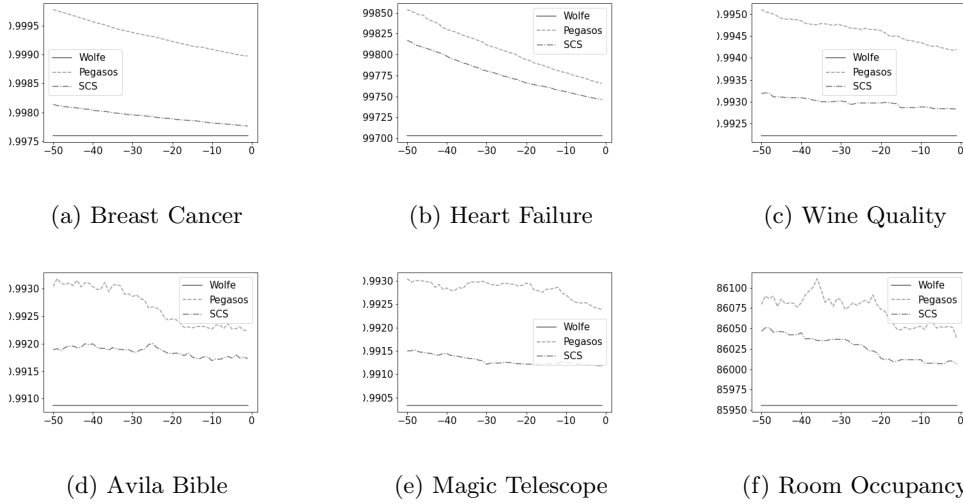 .9995
.9990
.9985
.9980
.9975
Wolfe
Pegasos
SCS
−50 −40 −30 −20 −10 0
(a) Breast Cancer
99850
99825
99800
99775
99750
99725
99700
Wolfe
Pegasos
SCS
−50 −40 −30 −20 −10 0
(b) Heart Failure
.9950
.9945
.9940
.9935
.9930
.9925
Wolfe
Pegasos
SCS
−50 −40 −30 −20 −10 0
(c) Wine Quality
.9930
.9925
.9920
.9915
.9910
Wolfe
Pegasos
SCS
−50 −40 −30 −20 −10 0
(d) Avila Bible
.9930
.9925
.9920
.9915
.9910
.9905
Wolfe
Pegasos
SCS
−50 −40 −30 −20 −10 0
(e) Magic Telescope
86100
86075
86050
86025
86000
85975
85950
Wolfe
Pegasos
SCS
−50 −40 −30 −20 −10 0
(f) Room Occupancy